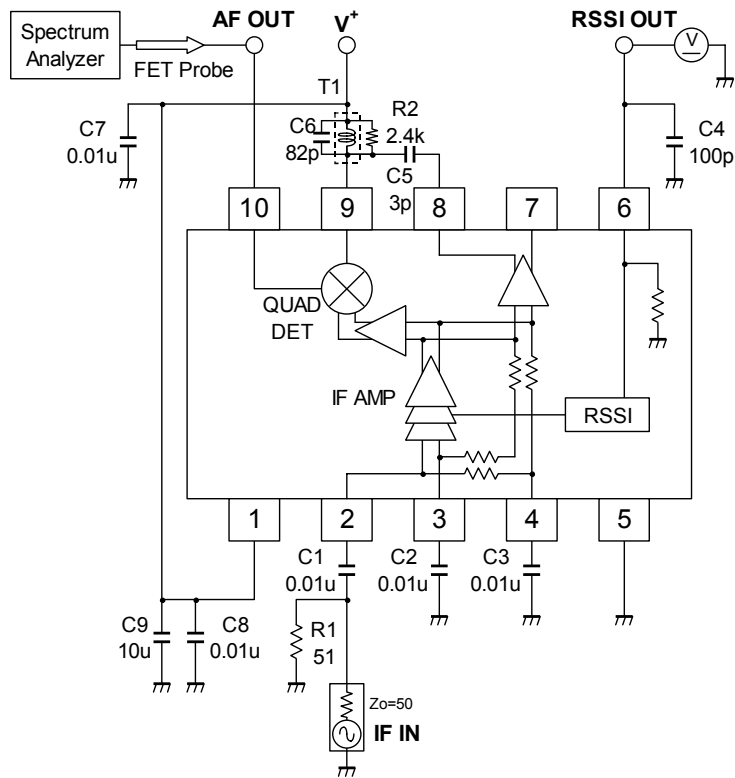 AF OUT
V+
RSSI OUT
Spectrum
Analyzer
FET Probe
V
T1
C7
0.01u
C6
82p
R2
2.4k
C5
3p
C4
100p
10
9
8
7
6
QUAD
DET
IF AMP
RSSI
1
2
3
4
5
C1
0.01u
C2
0.01u
C3
0.01u
C9
10u
C8
0.01u
R1
51
Zo=50
IF IN